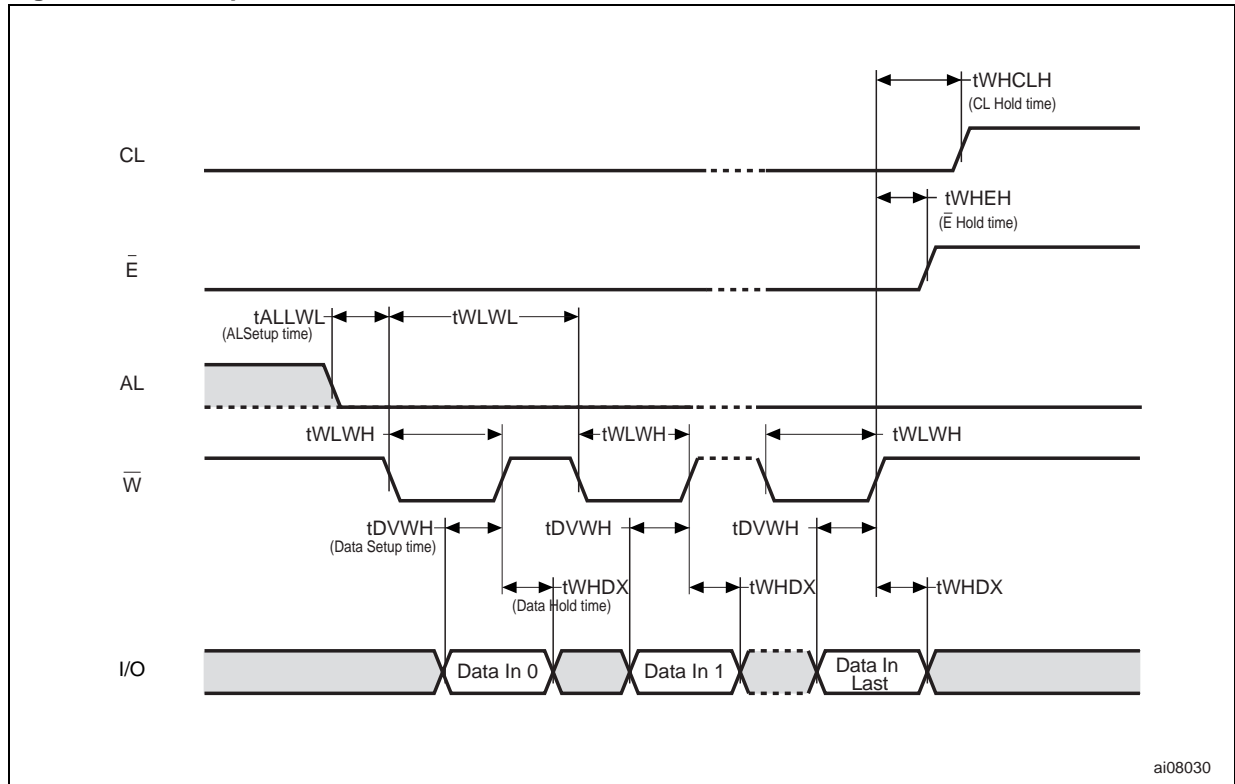 tWHCLH
(CL Hold time)
CL
tWHEH
(E̅ Hold time)
E̅
tALLWL
tWLWL
(ALSetup time)
AL
tWLWH
tWLWH
tWLWH
W̅
tDVWH
tDVWH
tDVWH
(Data Setup time)
tWHDX
tWHDX
tWHDX
(Data Hold time)
I/O
Data In 0
Data In 1
Data In
Last
ai08030